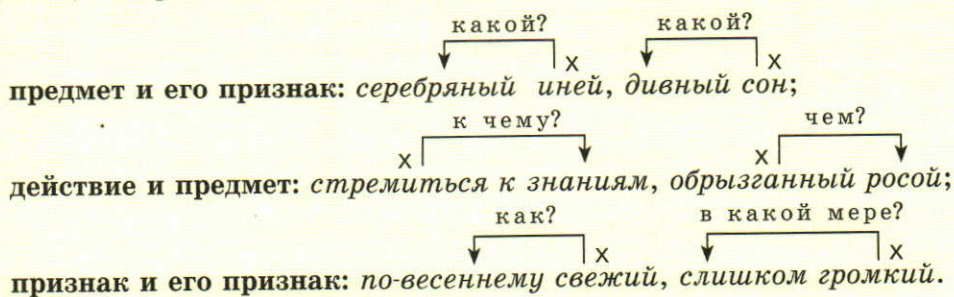 какой? какой?
х х
предмет и его признак: серебряный иней, дивный сон;
к чему? чем?
х х
действие и предмет: стремиться к знаниям, обрызганный росой;
как? в какой мере?
х х
признак и его признак: по-весеннему свежий, слишком громкий.